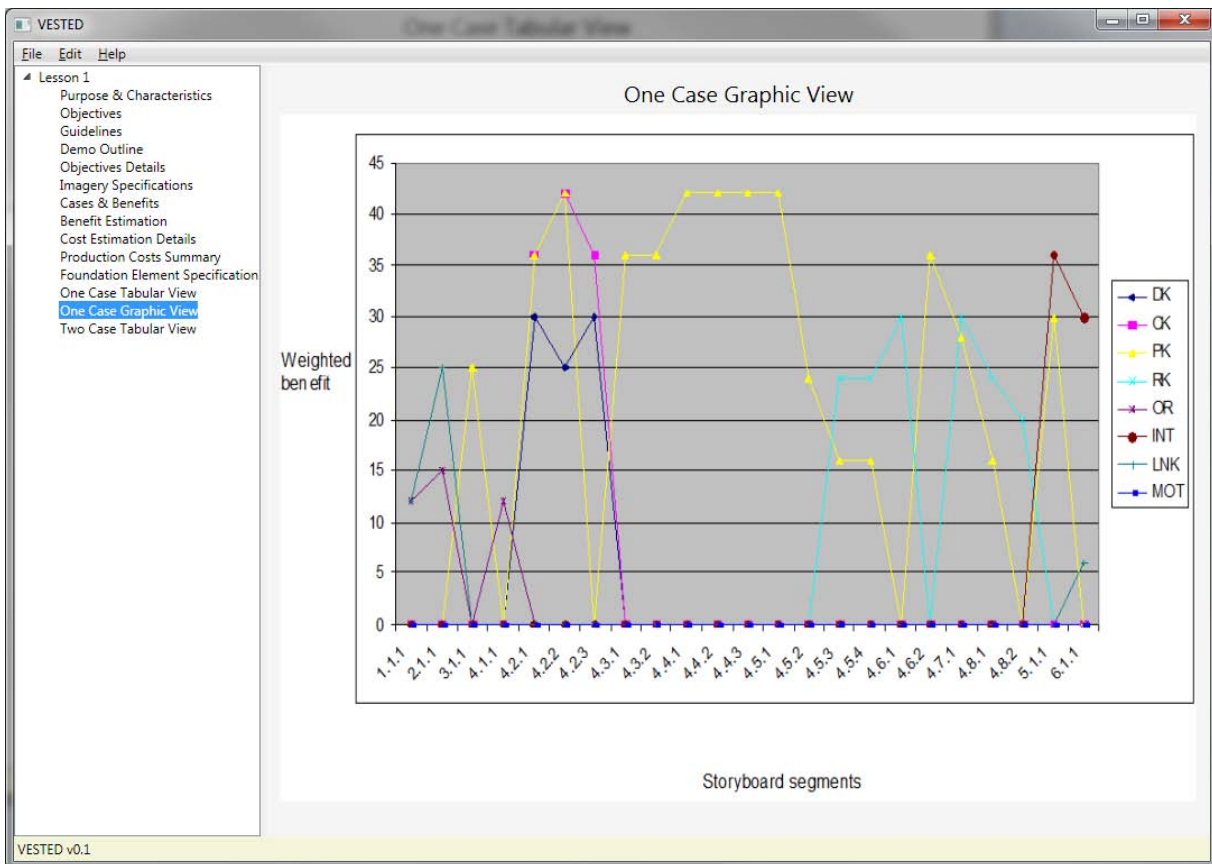 VESTED
One Case Tabular View
File Edit Help
Lesson 1
Purpose & Characteristics
Objectives
Guidelines
Demo Outline
Objectives Details
Imagery Specifications
Cases & Benefits
Benefit Estimation
Cost Estimation Details
Production Costs Summary
Foundation Element Specification
One Case Tabular View
One Case Graphic View
Two Case Tabular View
One Case Graphic View
45
40
35
30
25
20
15
10
5
0
Weighted
benefit
1.1.1
2.1.1
3.1.1
4.1.1
4.2.1
4.2.2
4.2.3
4.3.1
4.3.2
4.4.1
4.4.2
4.4.3
4.5.1
4.5.2
4.5.3
4.5.4
4.6.1
4.6.2
4.7.1
4.8.1
4.8.2
5.1.1
6.1.1
DK
CK
PK
RK
OR
INT
LNK
MOT
Storyboard segments
VESTED v0.1